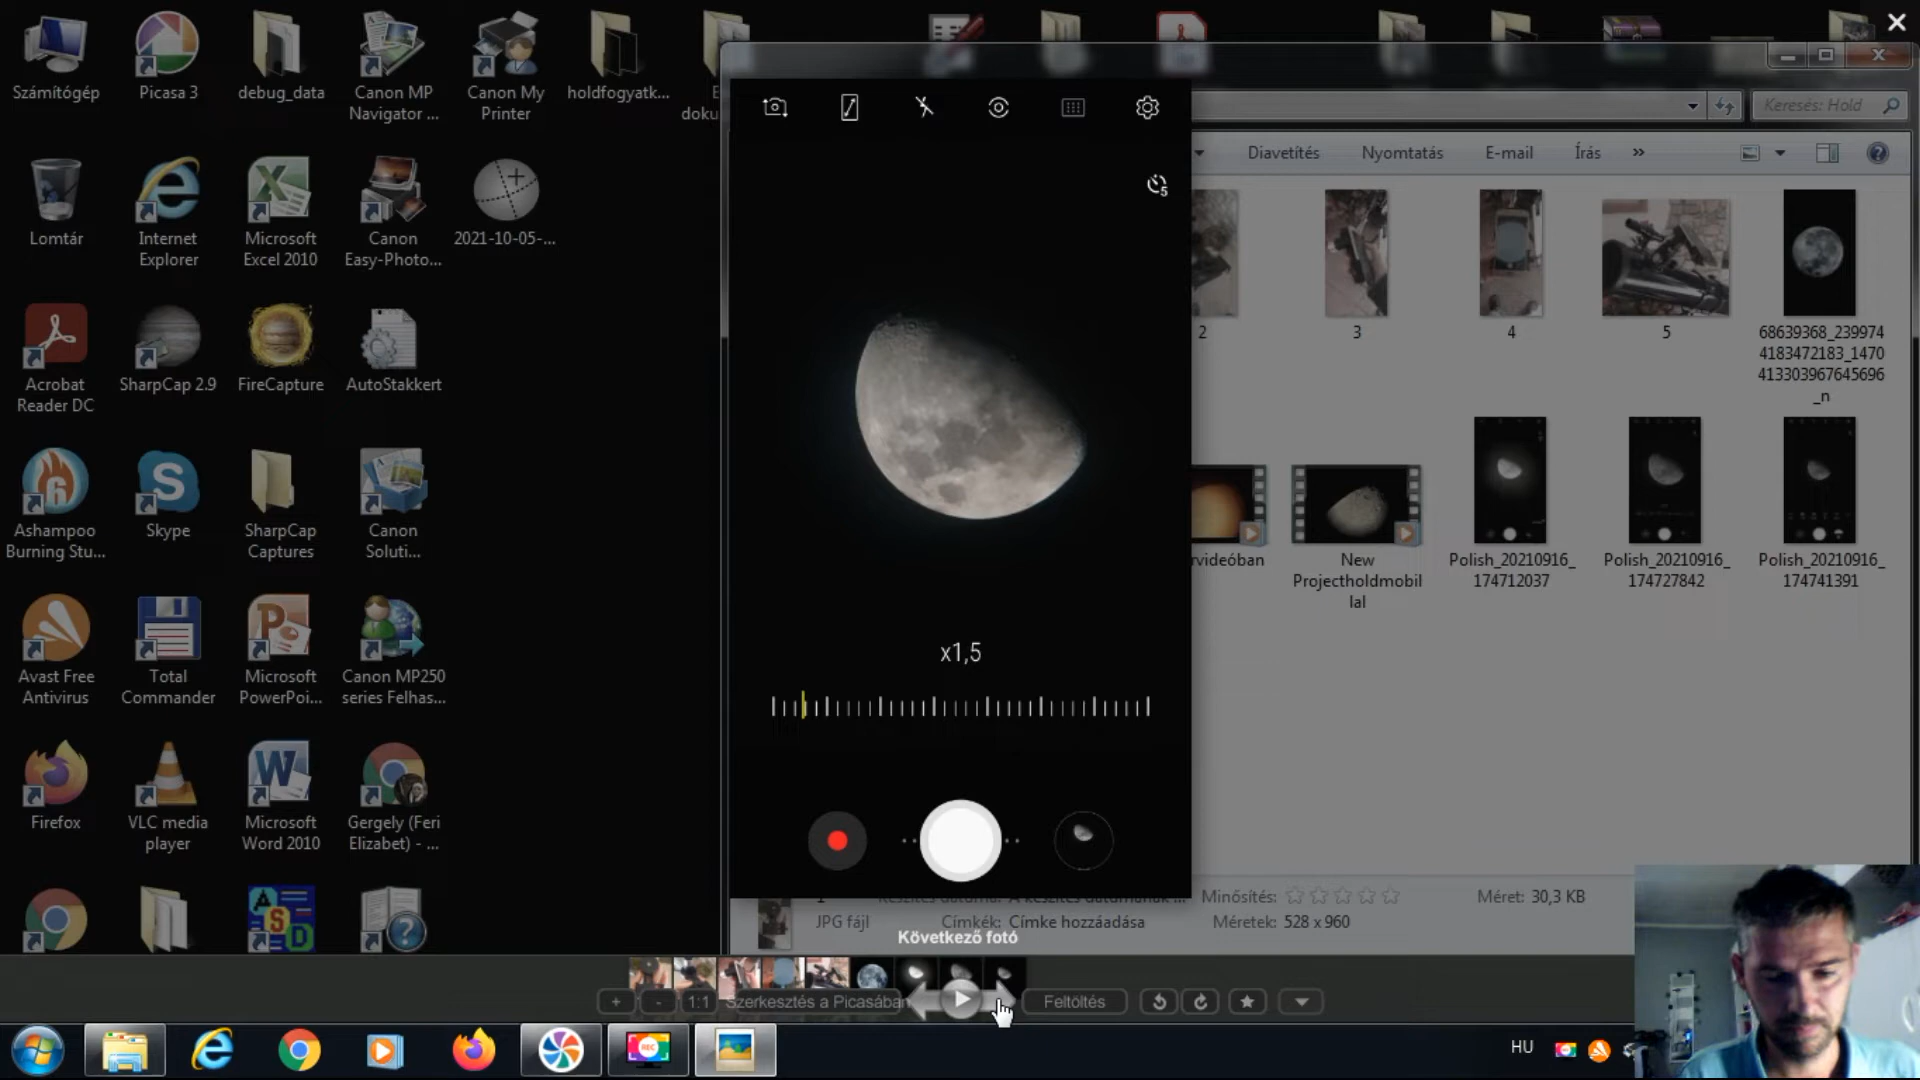 Számítógép
Picasa 3
debug_data
Canon MP
Navigator ...
Canon My
Printer
holdfogyatk...
E
doku
Lomtár
Internet
Explorer
Microsoft
Excel 2010
Canon
Easy-Photo...
2021-10-05-...
Acrobat
Reader DC
SharpCap 2.9
FireCapture
AutoStakkert
Ashampoo
Burning Stu...
Skype
SharpCap
Captures
Canon
Soluti...
Avast Free
Antivirus
Total
Commander
Microsoft
PowerPoi...
Canon MP250
series Felhas...
Firefox
VLC media
player
Microsoft
Word 2010
Gergely (Feri
Elizabet) - ...
ASD
5
x1,5
Keresés: Hold
Diavetítés
Nyomtatás
E-mail
Írás
»
2
3
4
5
68639368_239974
4183472183_1470
413303967645696
_n
rvideóban
New
Projectholdmobil
lal
Polish_20210916_
174712037
Polish_20210916_
174727842
Polish_20210916_
174741391
JPG fájl
Címkék: Címke hozzáadása
Minősítés:
Méretek: 528 x 960
Méret: 30,3 KB
Következő fotó
+
-
1:1
Szerkesztés a Picasában
Feltöltés
REC
HU